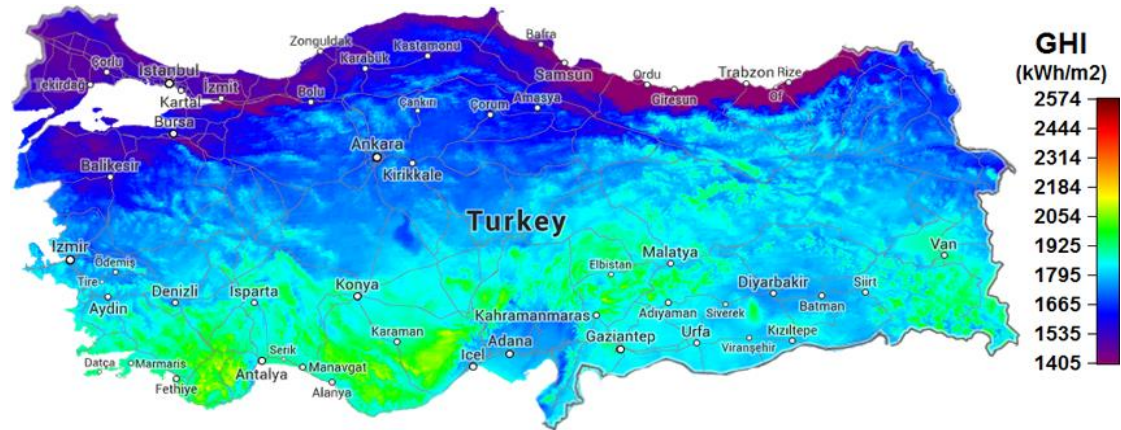 Bafra
Zonguldak
Kastamonu
Karabük
Çorlu
Istanbul
Samsun
Tekirdağ
İzmit
Kartal
Bolu
Ordu
Trabzon Rize
Giresun
Of
Çankırı
Çorum
Amasya
Bursa
Ankara
Balikesir
Kirikkale
Turkey
Izmir
Ödemiş
Tire
Aydin
Denizli
Isparta
Konya
Elbistan
Malatya
Van
Diyarbakir
Siirt
Batman
Kahramanmaras
Adıyaman
Siverek
Karaman
Adana
Gaziantep
Urfa
Kızıltepe
Viranşehir
Datça
Marmaris
Serik
Antalya
Manavgat
Icel
Fethiye
Alanya
GHI
(kWh/m2)
2574
2444
2314
2184
2054
1925
1795
1665
1535
1405